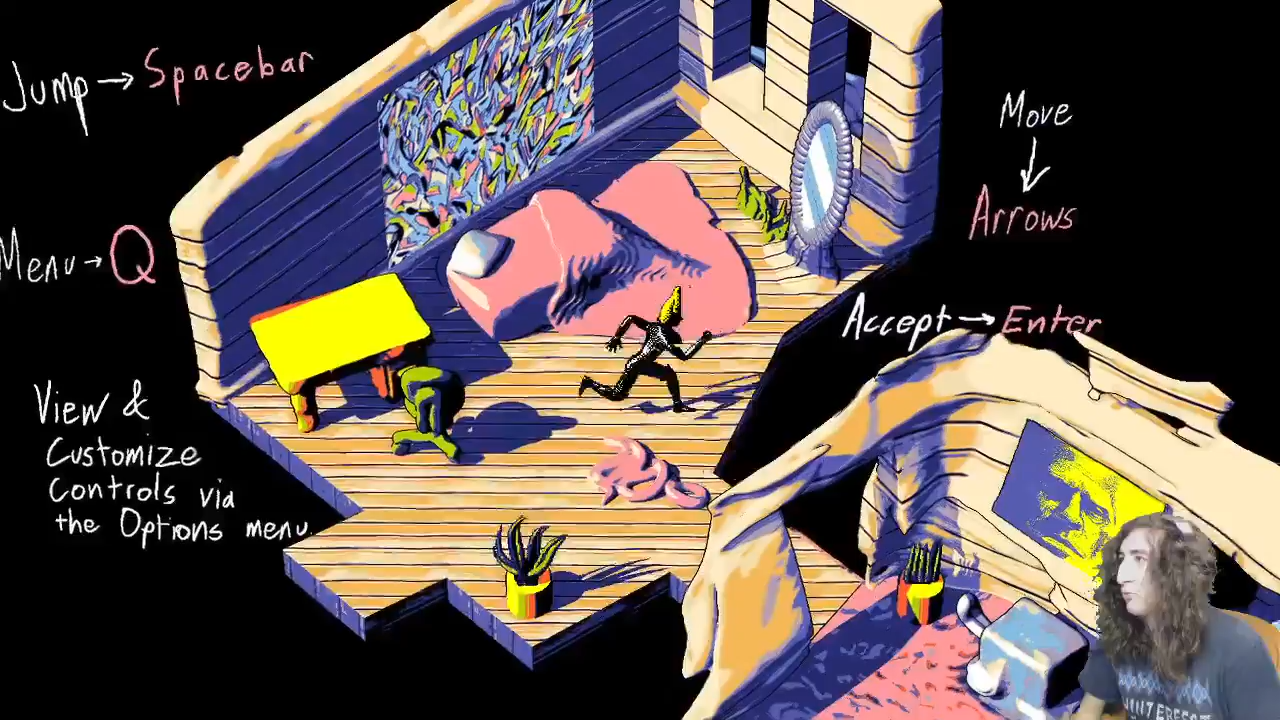 Jump → Spacebar
Menu → Q
View &
Customize
Controls via
the Options menu.
Move
↓
Arrows
Accept → Enter